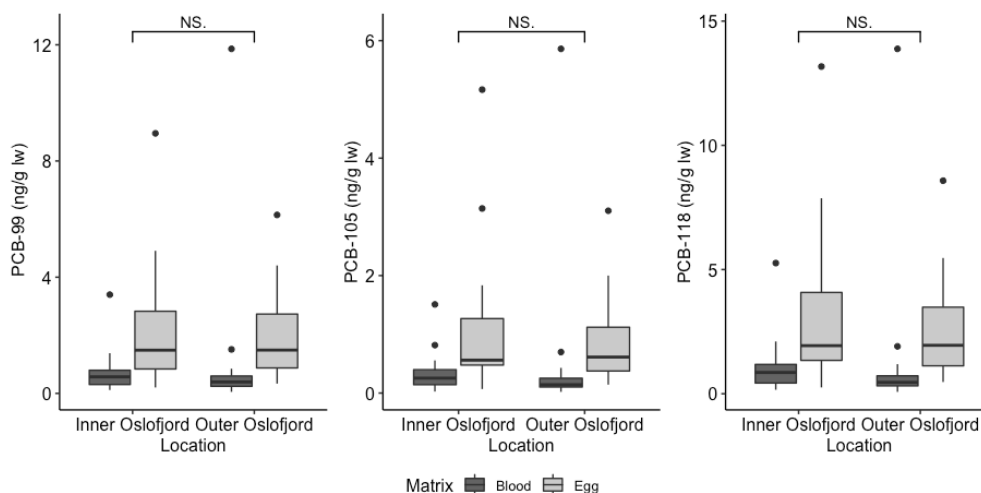 NS.
12
8
4
0
PCB-99 (ng/g lw)
Inner Oslofjord Outer Oslofjord
Location
NS.
6
4
2
0
PCB-105 (ng/g lw)
Inner Oslofjord Outer Oslofjord
Location
NS.
15
10
5
0
PCB-118 (ng/g lw)
Inner Oslofjord Outer Oslofjord
Location
Matrix Blood Egg